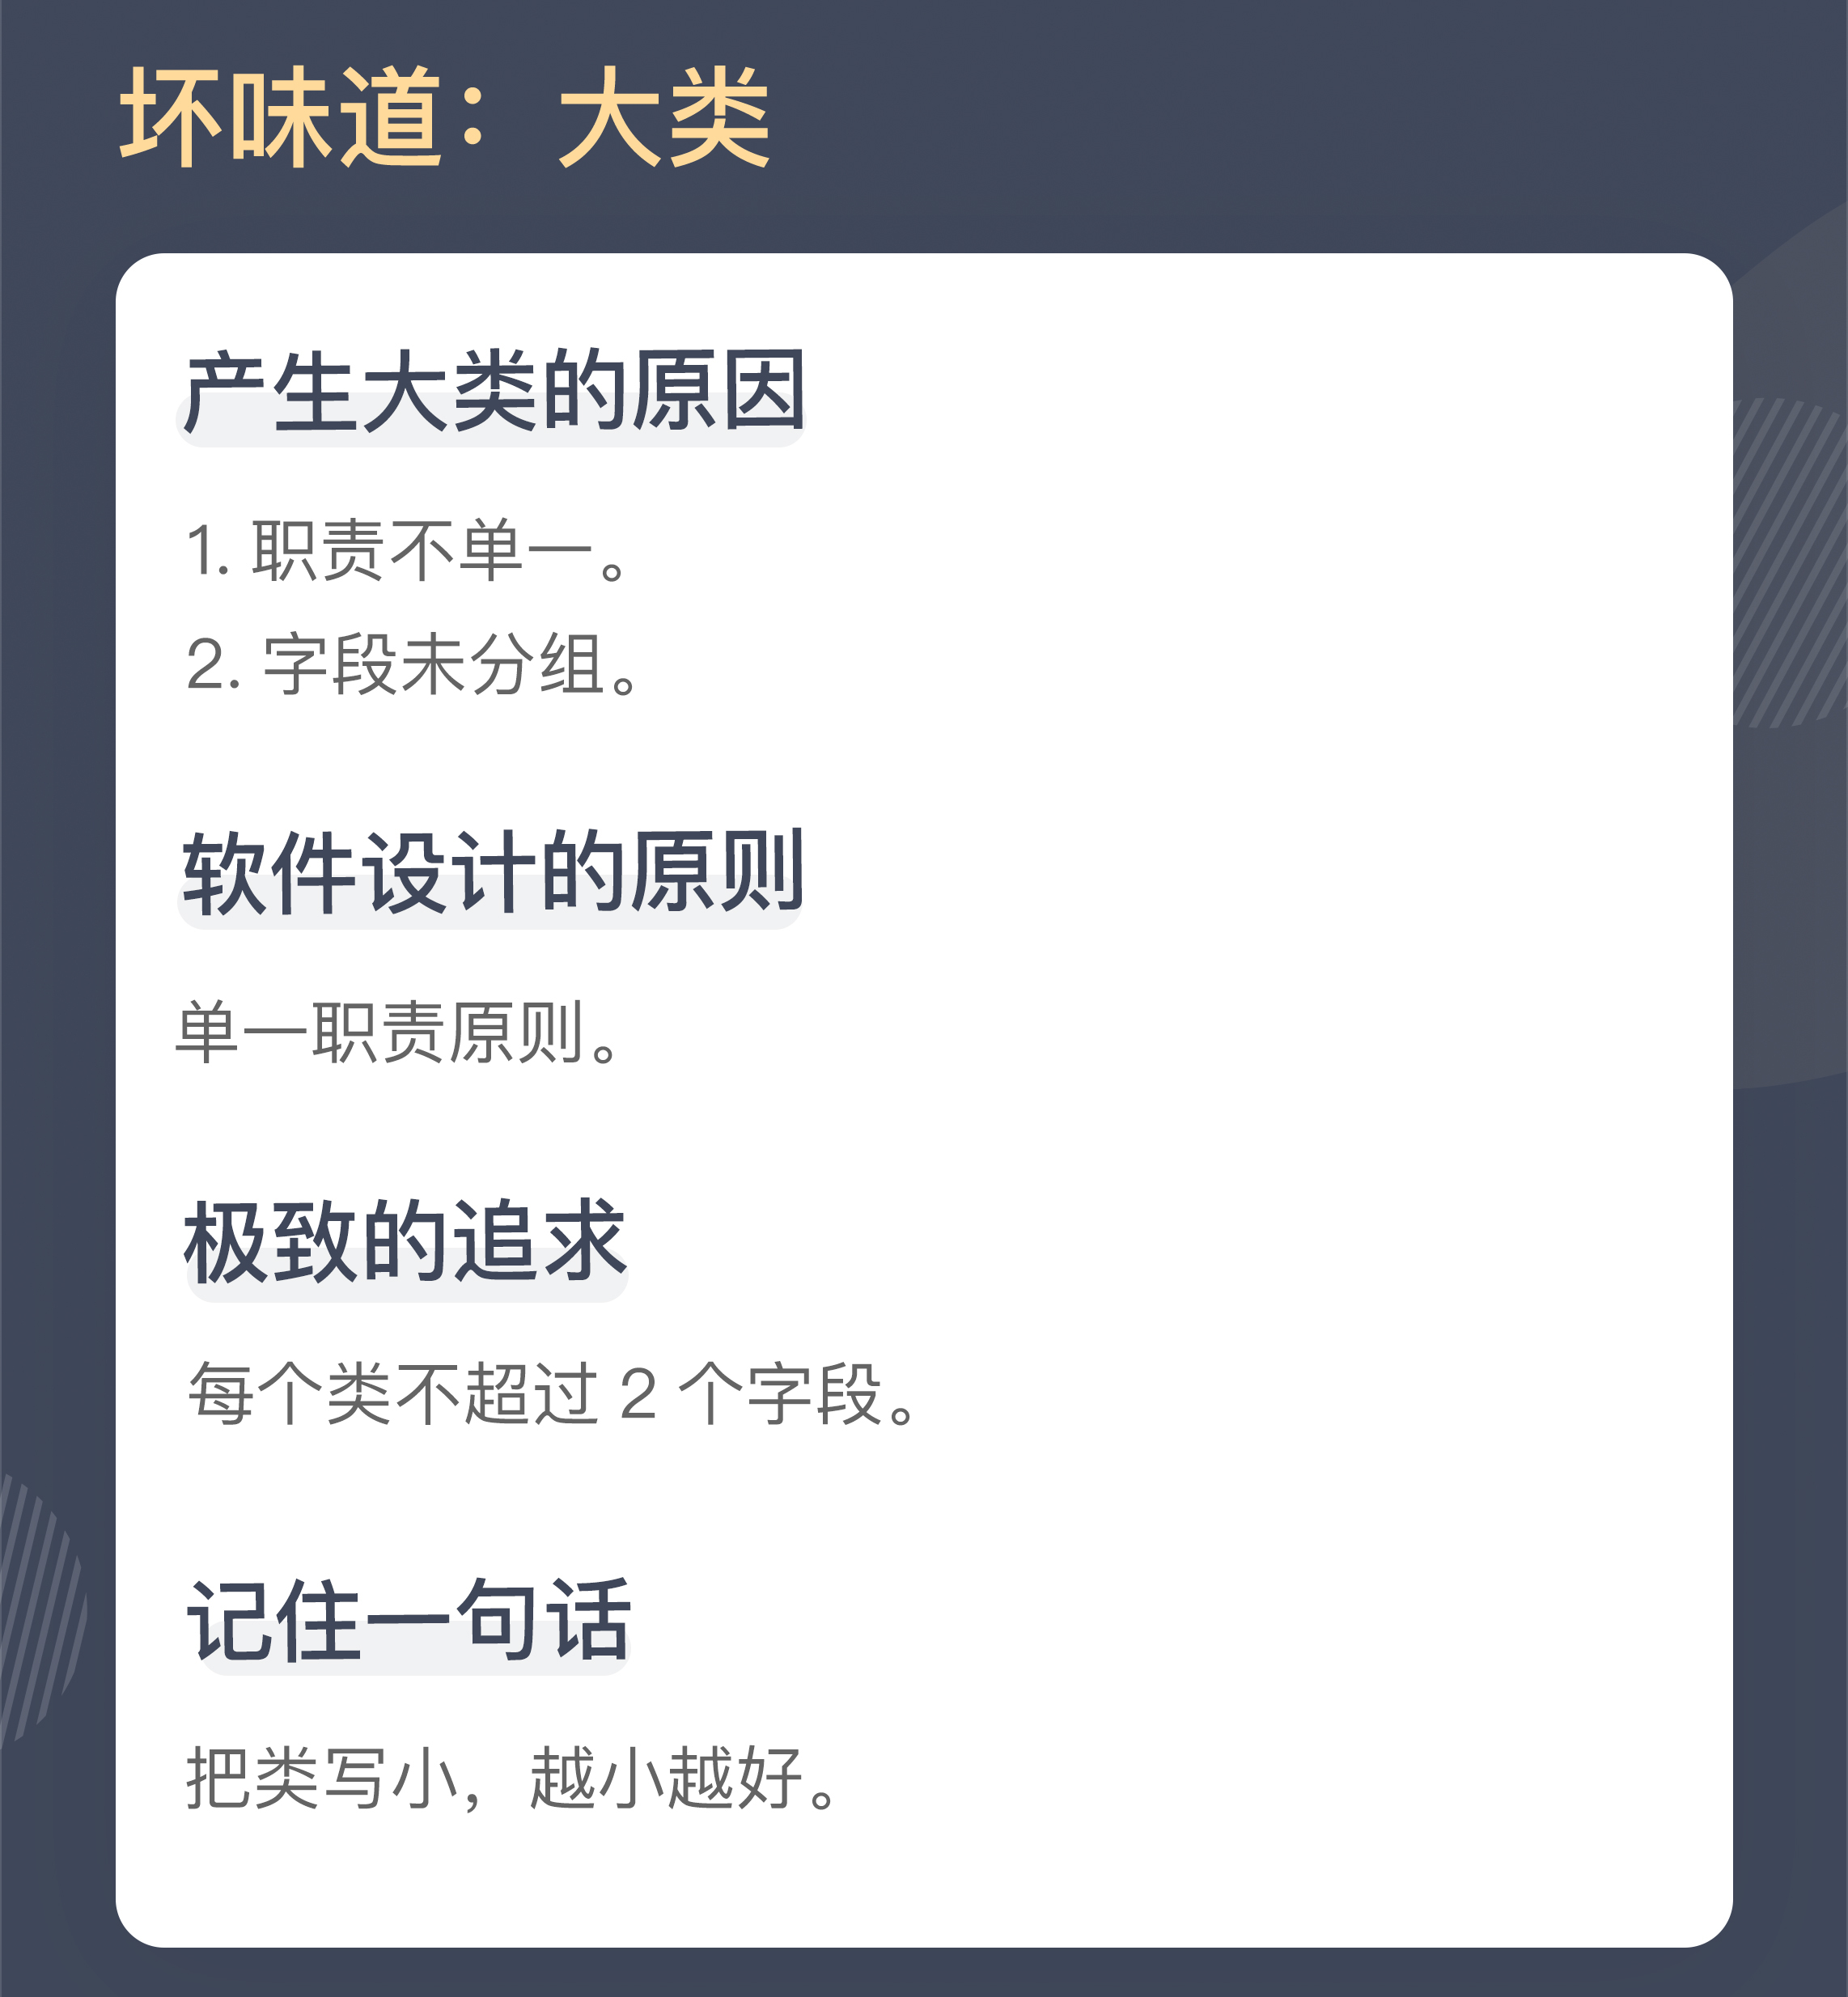 坏味道：大类
产生大类的原因
1. 职责不单一。
2. 字段未分组。
软件设计的原则
单一职责原则。
极致的追求
每个类不超过 2 个字段。
记住一句话
把类写小，越小越好。